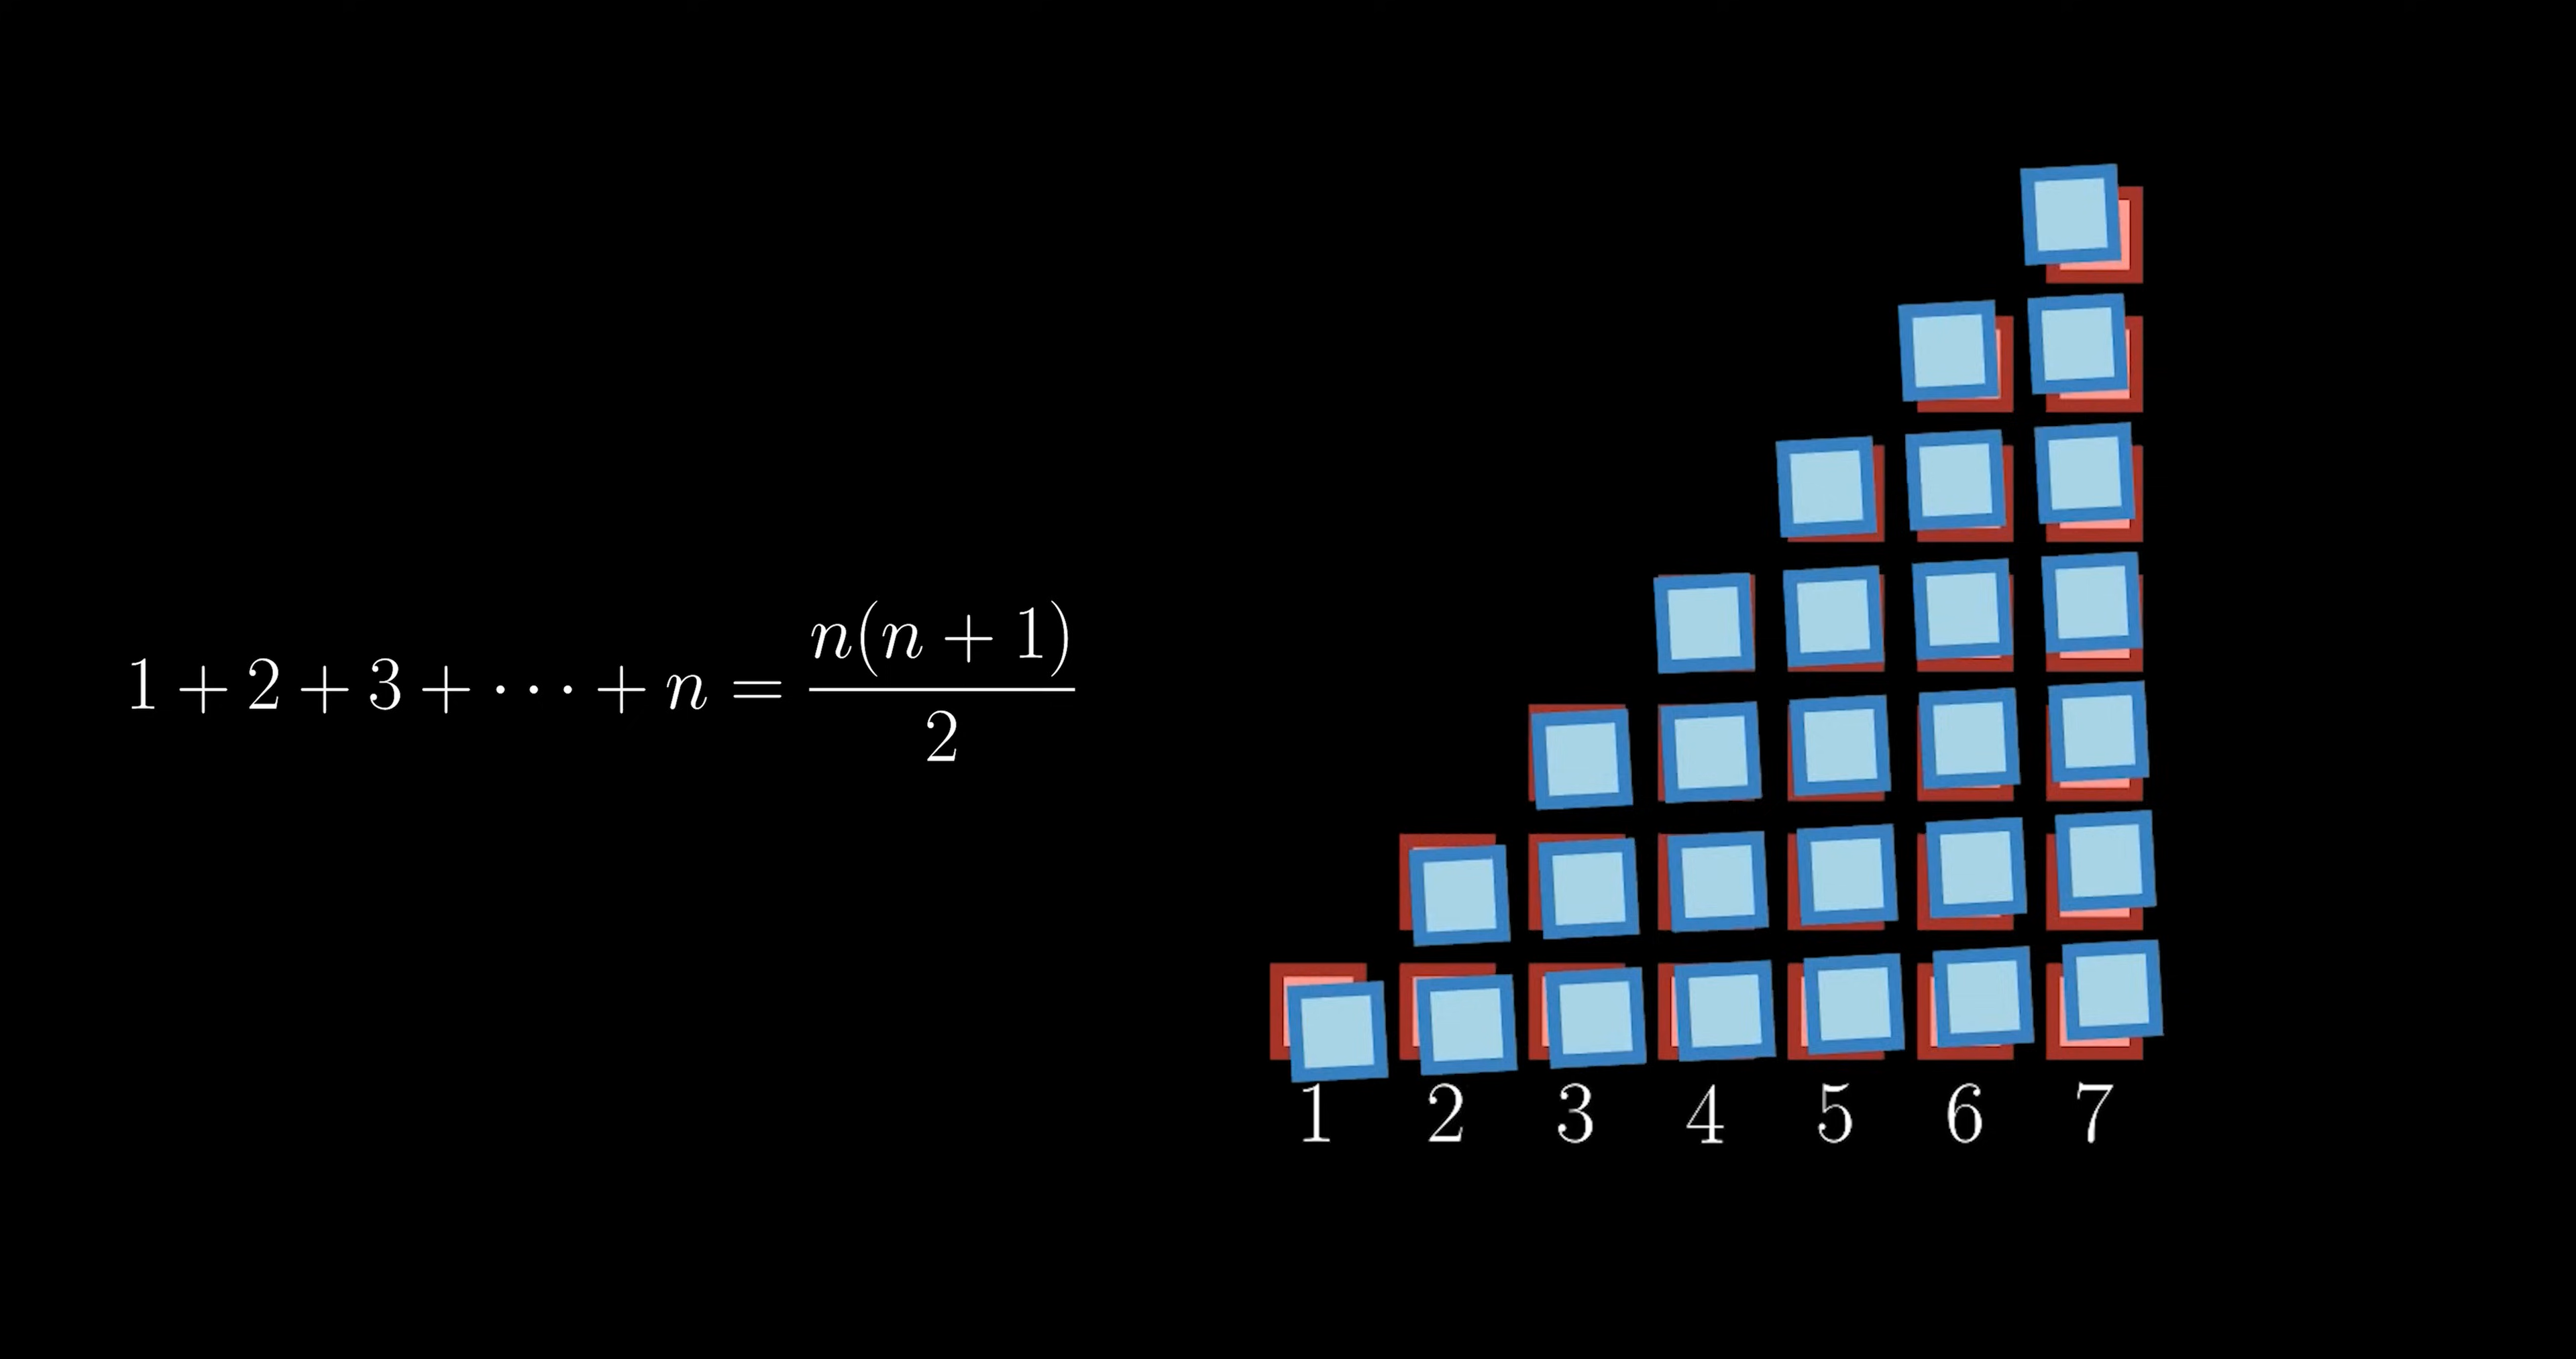 1 + 2 + 3 + ⋯ + n = n(n + 1)/2
1 2 3 4 5 6 7